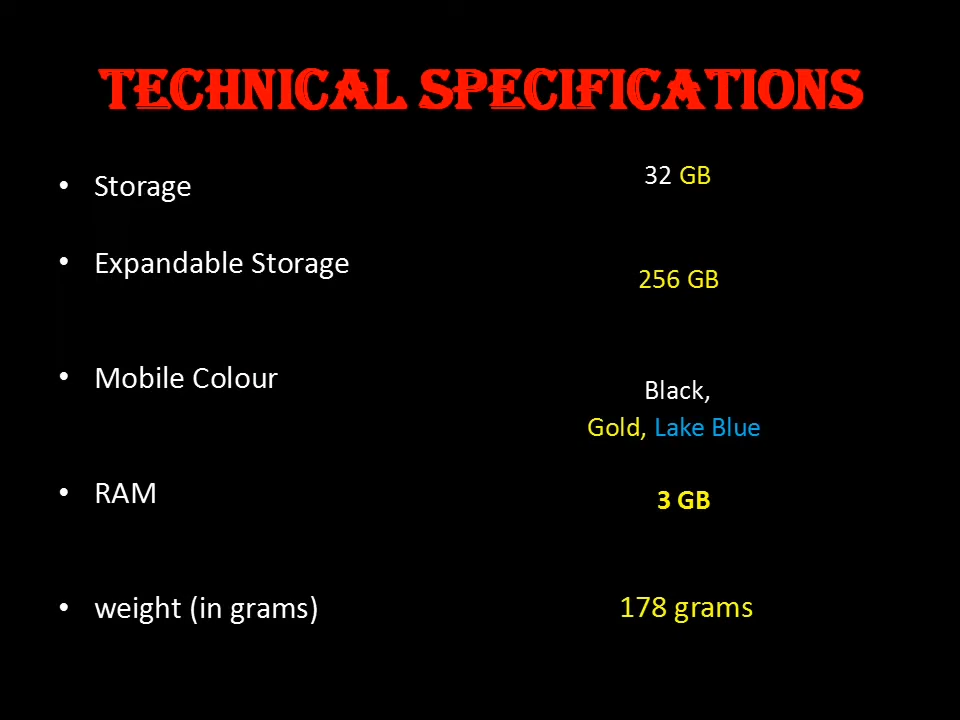 TECHNICAL SPECIFICATIONS
• Storage
32 GB
• Expandable Storage
256 GB
• Mobile Colour
Black,
Gold, Lake Blue
• RAM
3 GB
• weight (in grams)
178 grams